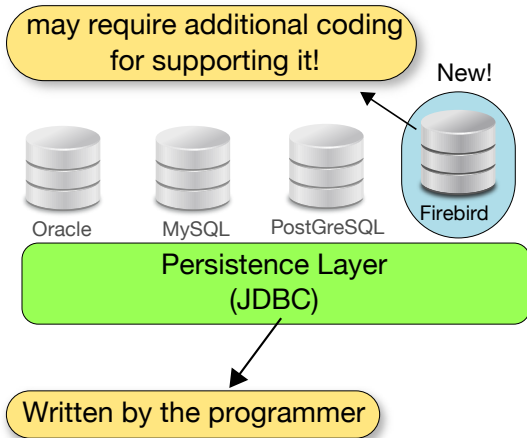 may require additional coding
for supporting it!
New!
Oracle
MySQL
PostGreSQL
Firebird
Persistence Layer
(JDBC)
Written by the programmer